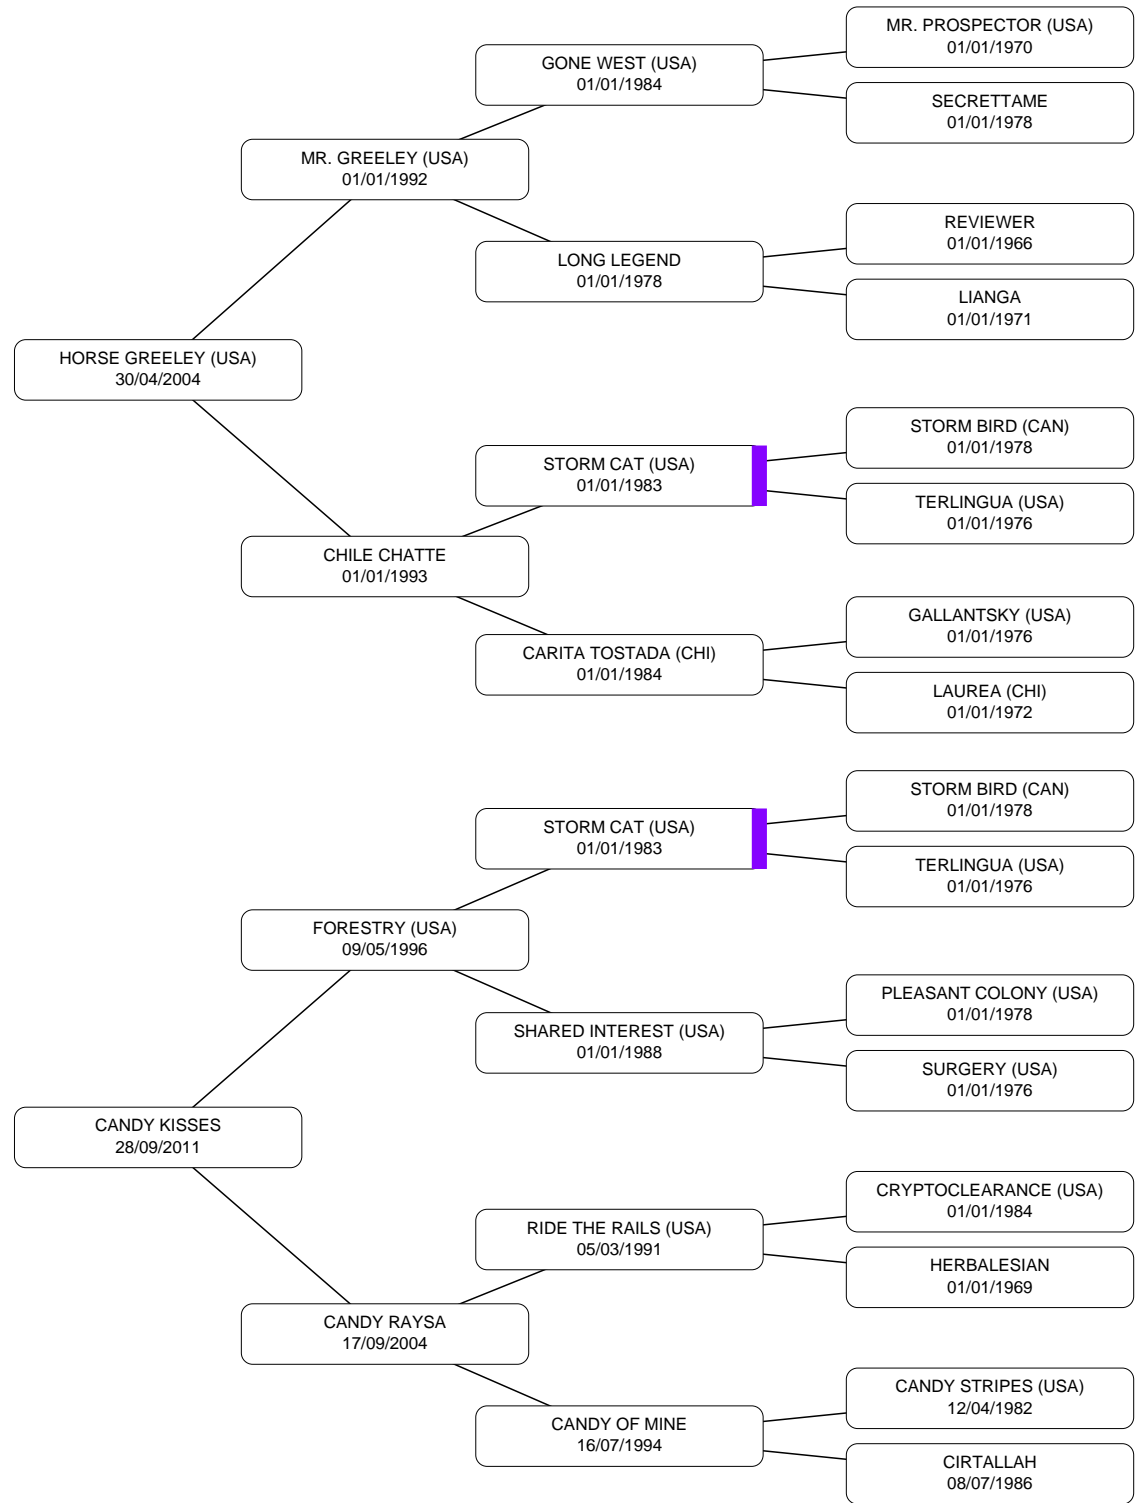 MR. PROSPECTOR (USA)
01/01/1970
GONE WEST (USA)
01/01/1984
SECRETTAME
01/01/1978
MR. GREELEY (USA)
01/01/1992
REVIEWER
01/01/1966
LONG LEGEND
01/01/1978
LIANGA
01/01/1971
HORSE GREELEY (USA)
30/04/2004
STORM BIRD (CAN)
01/01/1978
STORM CAT (USA)
01/01/1983
TERLINGUA (USA)
01/01/1976
CHILE CHATTE
01/01/1993
GALLANTSKY (USA)
01/01/1976
CARITA TOSTADA (CHI)
01/01/1984
LAUREA (CHI)
01/01/1972
STORM BIRD (CAN)
01/01/1978
STORM CAT (USA)
01/01/1983
TERLINGUA (USA)
01/01/1976
FORESTRY (USA)
09/05/1996
PLEASANT COLONY (USA)
01/01/1978
SHARED INTEREST (USA)
01/01/1988
SURGERY (USA)
01/01/1976
CANDY KISSES
28/09/2011
CRYPTOCLEARANCE (USA)
01/01/1984
RIDE THE RAILS (USA)
05/03/1991
HERBALESIAN
01/01/1969
CANDY RAYSA
17/09/2004
CANDY STRIPES (USA)
12/04/1982
CANDY OF MINE
16/07/1994
CIRTALLAH
08/07/1986